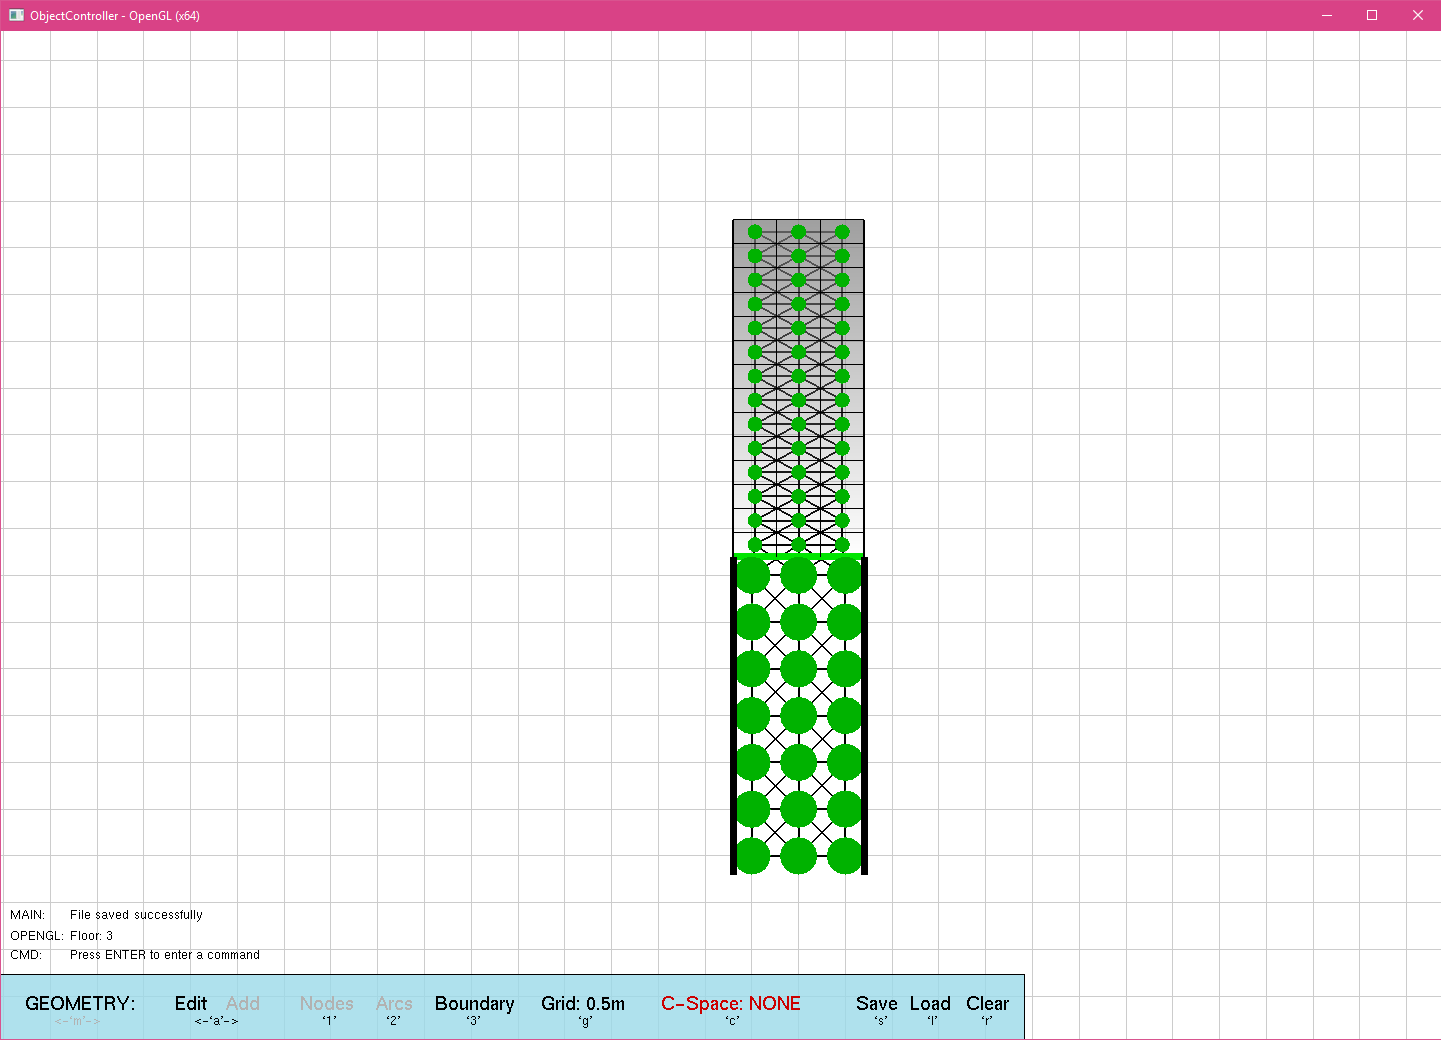 ObjectController - OpenGL (x64)
MAIN: File saved successfully
OPENGL: Floor: 3
CMD: Press ENTER to enter a command
GEOMETRY: Edit Add Nodes Arcs Boundary Grid: 0.5m C-Space: NONE Save Load Clear
<-'m'-> <-'a'-> '1' '2' '3' 'g' 'c' 's' 'l' 'r'